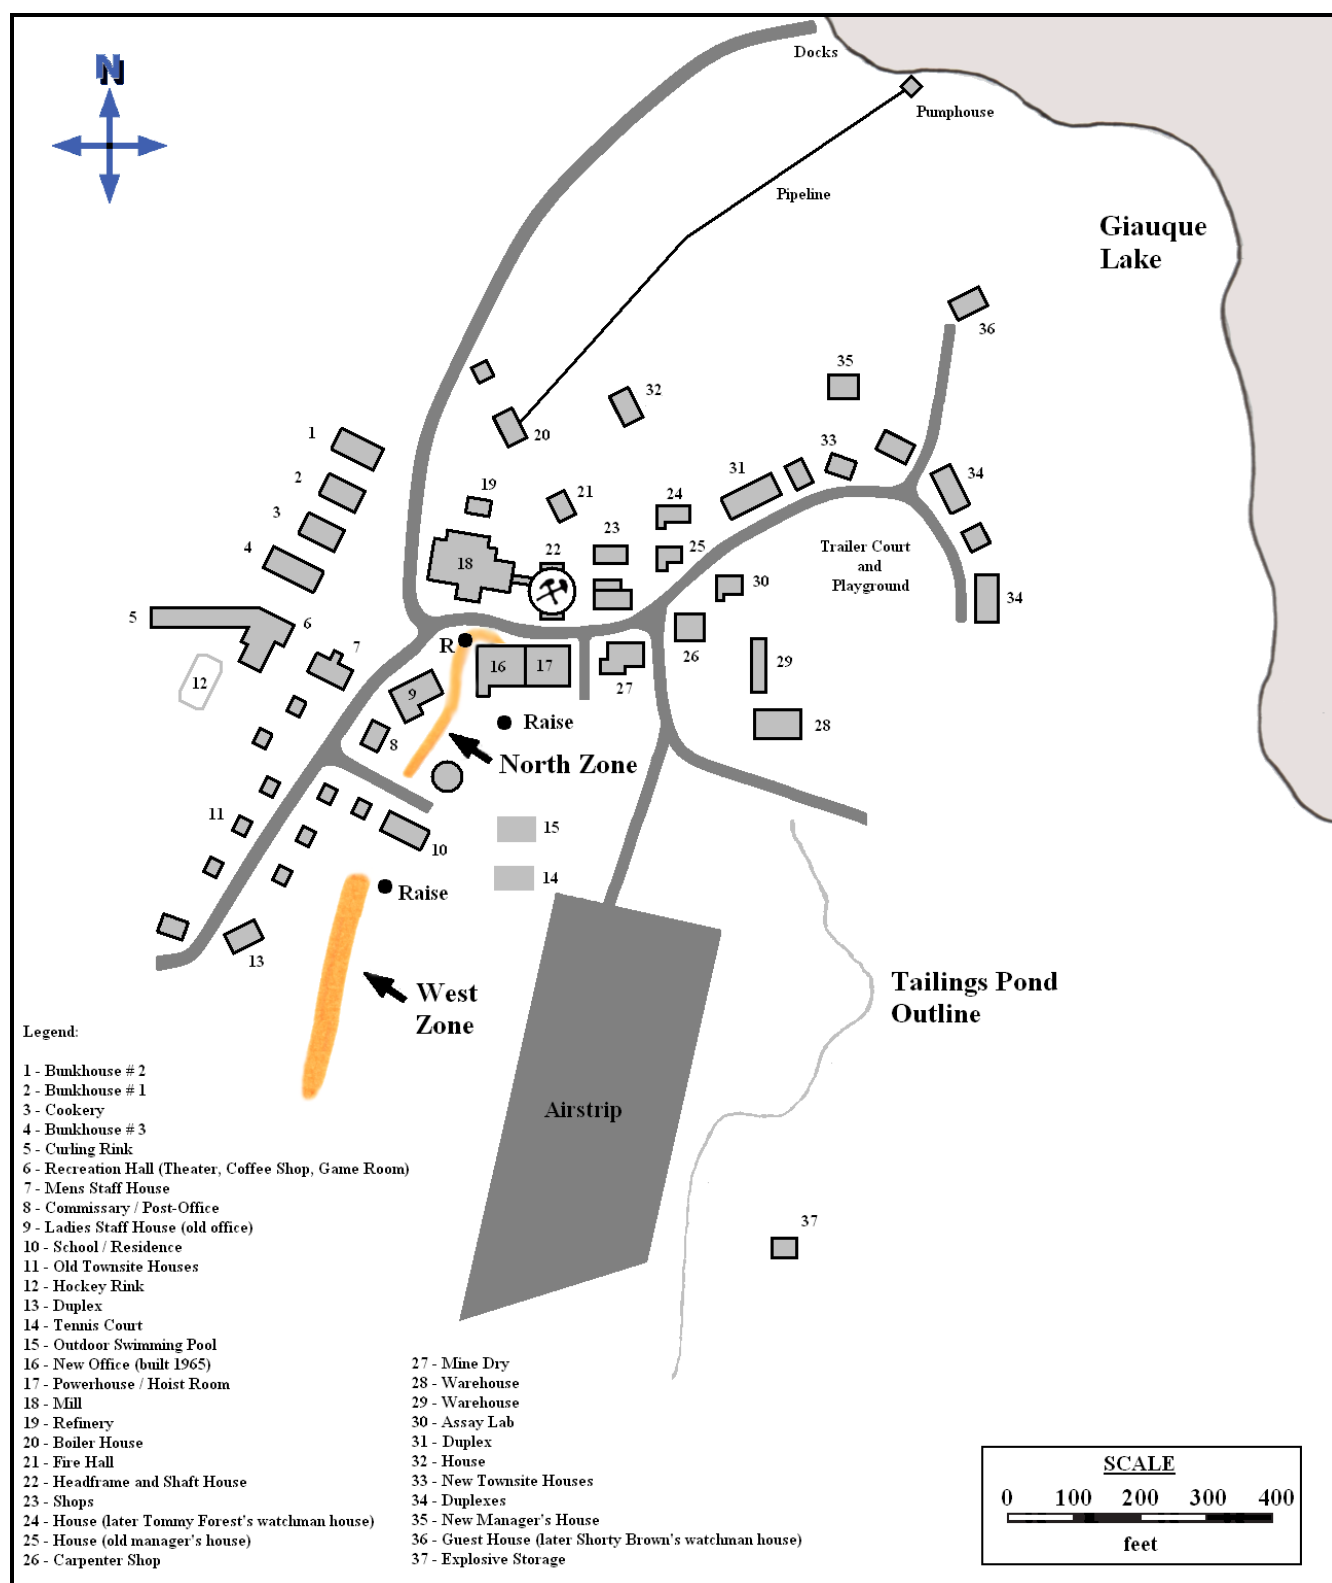 N
Docks
Pumphouse
Pipeline
Giauque
Lake
36
35
32
1
20
33
2
31
34
19
21
24
3
23
4
22
25
Trailer Court
and
Playground
18
30
5
6
34
R
7
26
16
17
29
12
9
27
Raise
28
8
North Zone
11
15
10
14
Raise
13
West
Zone
Tailings Pond
Outline
Airstrip
37
Legend:
1 - Bunkhouse # 2
2 - Bunkhouse # 1
3 - Cookery
4 - Bunkhouse # 3
5 - Curling Rink
6 - Recreation Hall (Theater, Coffee Shop, Game Room)
7 - Mens Staff House
8 - Commissary / Post-Office
9 - Ladies Staff House (old office)
10 - School / Residence
11 - Old Townsite Houses
12 - Hockey Rink
13 - Duplex
14 - Tennis Court
15 - Outdoor Swimming Pool
16 - New Office (built 1965)
17 - Powerhouse / Hoist Room
18 - Mill
19 - Refinery
20 - Boiler House
21 - Fire Hall
22 - Headframe and Shaft House
23 - Shops
24 - House (later Tommy Forest's watchman house)
25 - House (old manager's house)
26 - Carpenter Shop
27 - Mine Dry
28 - Warehouse
29 - Warehouse
30 - Assay Lab
31 - Duplex
32 - House
33 - New Townsite Houses
34 - Duplexes
35 - New Manager's House
36 - Guest House (later Shorty Brown's watchman house)
37 - Explosive Storage
SCALE
0 100 200 300 400
feet